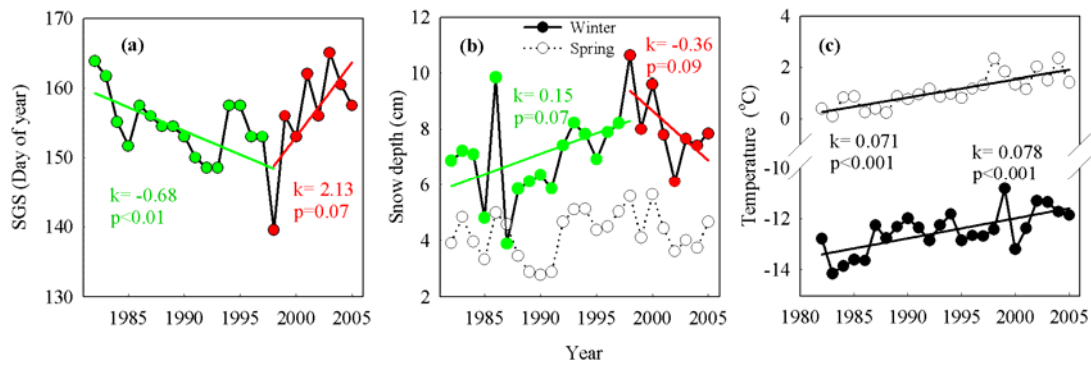 (a)
SGS (Day of year)
170
160
150
140
130
k= -0.68
p<0.01
k= 2.13
p=0.07
1985 1990 1995 2000 2005
(b)
Winter
Spring
Snow depth (cm)
12
10
8
6
4
2
k= 0.15
p=0.07
k= -0.36
p=0.09
1985 1990 1995 2000 2005
Year
(c)
Temperature (°C)
4
2
0
-10
-12
-14
k= 0.071
p<0.001
k= 0.078
p<0.001
1980 1985 1990 1995 2000 2005